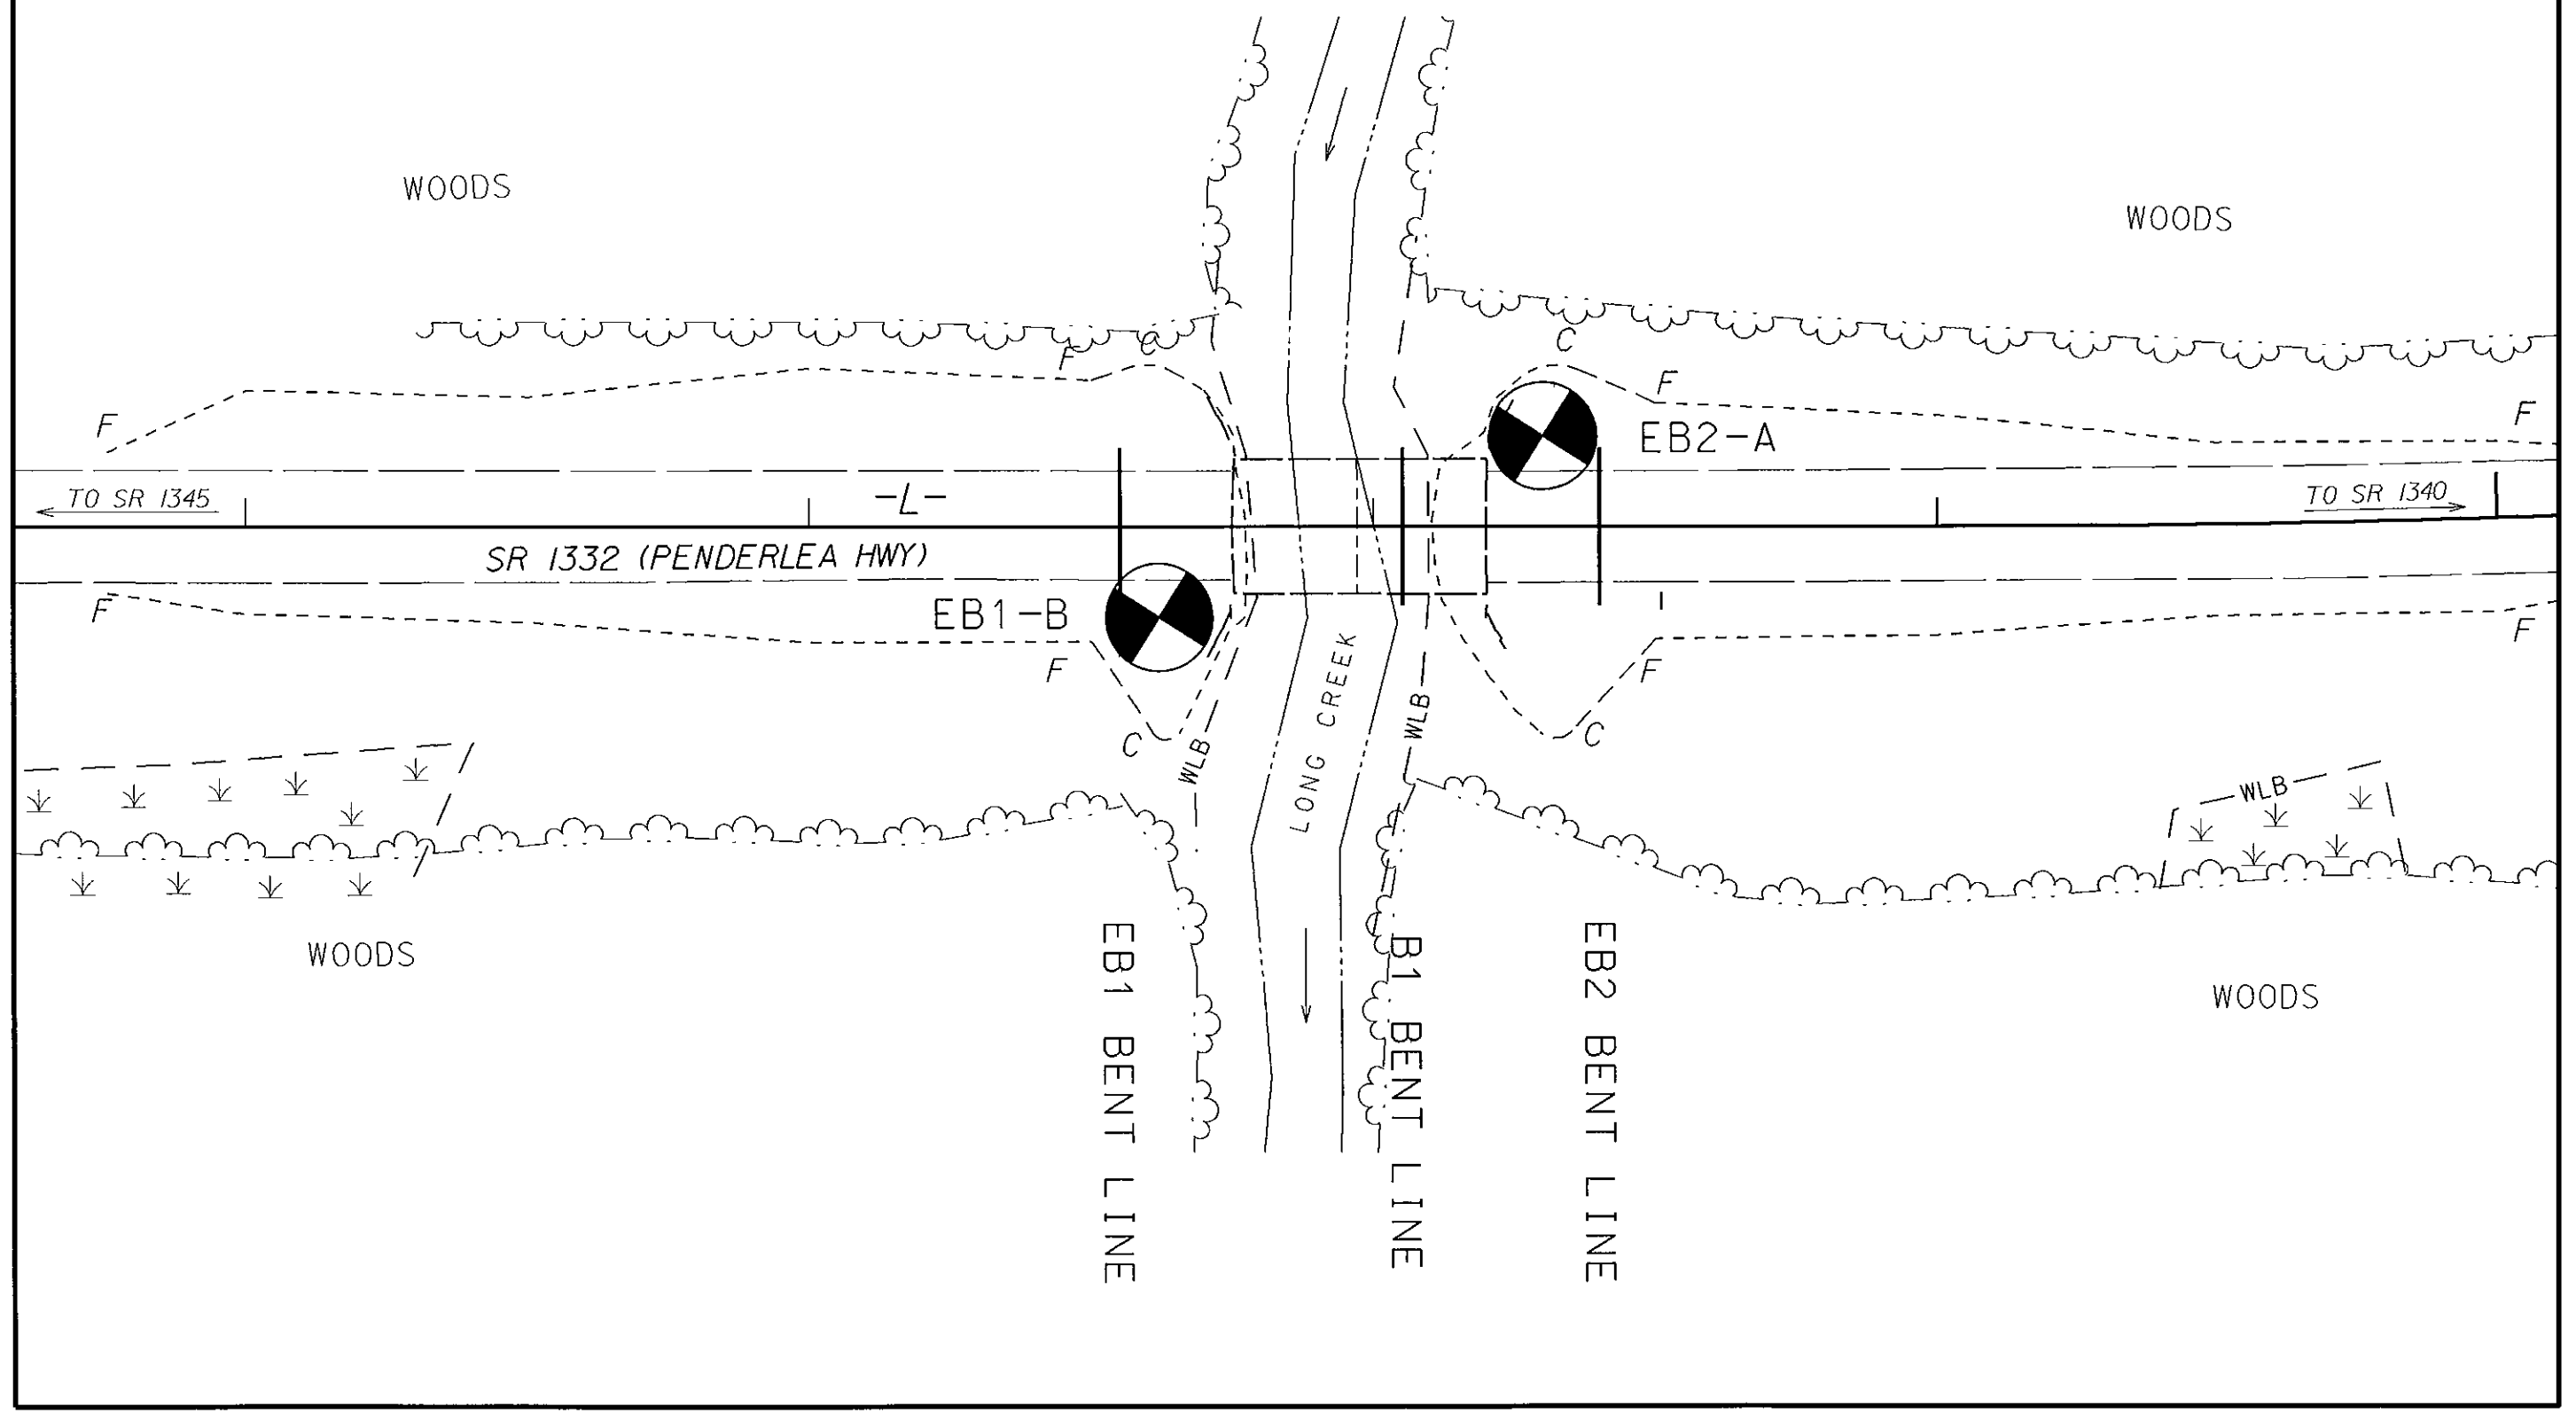 WOODS
WOODS
C
C
F
F
F
F
EB2-A
TO SR 1345
-L-
TO SR 1340
SR 1332 (PENDERLEA HWY)
F
EB1-B
F
F
F
LONG CREEK
WLB
WLB
C
C
WLB
WOODS
WOODS
EB1 BENT LINE
B1 BENT LINE
EB2 BENT LINE